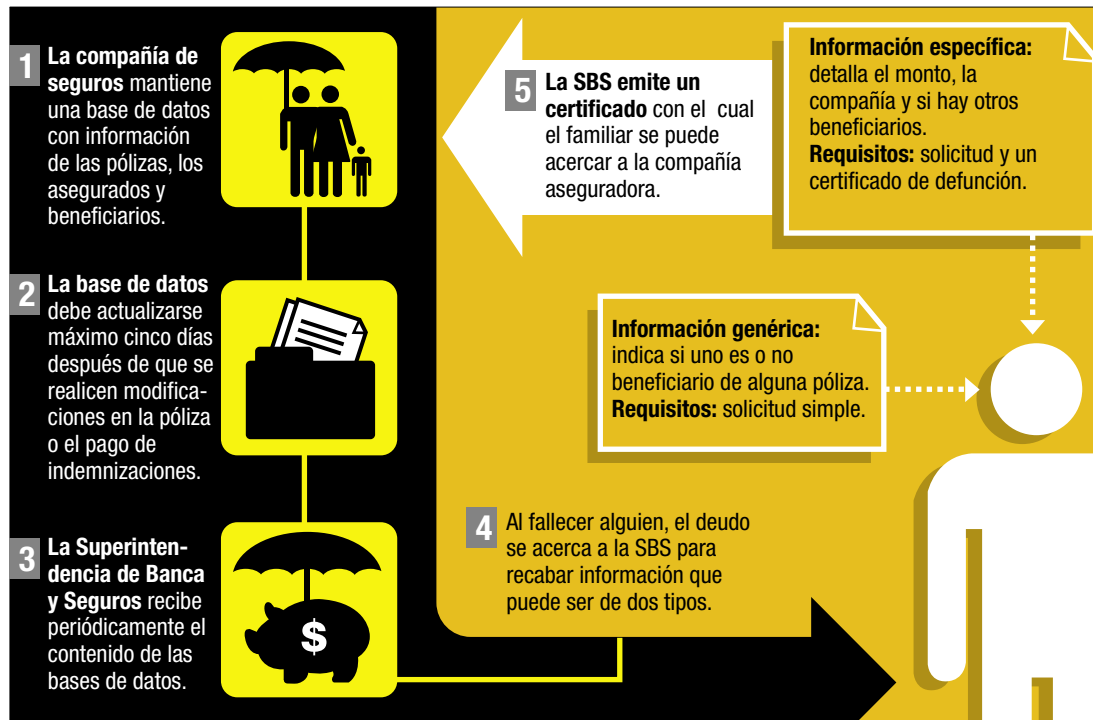 1
La compañía de
seguros mantiene
una base de datos
con información
de las pólizas, los
asegurados y
beneficiarios.
2
La base de datos
debe actualizarse
máximo cinco días
después de que se
realicen modifica-
ciones en la póliza
o el pago de
indemnizaciones.
3
La Superinten-
dencia de Banca
y Seguros recibe
periódicamente el
contenido de las
bases de datos.
$
4
Al fallecer alguien, el deudo
se acerca a la SBS para
recabar información que
puede ser de dos tipos.
Información genérica:
indica si uno es o no
beneficiario de alguna póliza.
Requisitos: solicitud simple.
Información específica:
detalla el monto, la
compañía y si hay otros
beneficiarios.
Requisitos: solicitud y un
certificado de defunción.
5
La SBS emite un
certificado con el cual
el familiar se puede
acercar a la compañía
aseguradora.